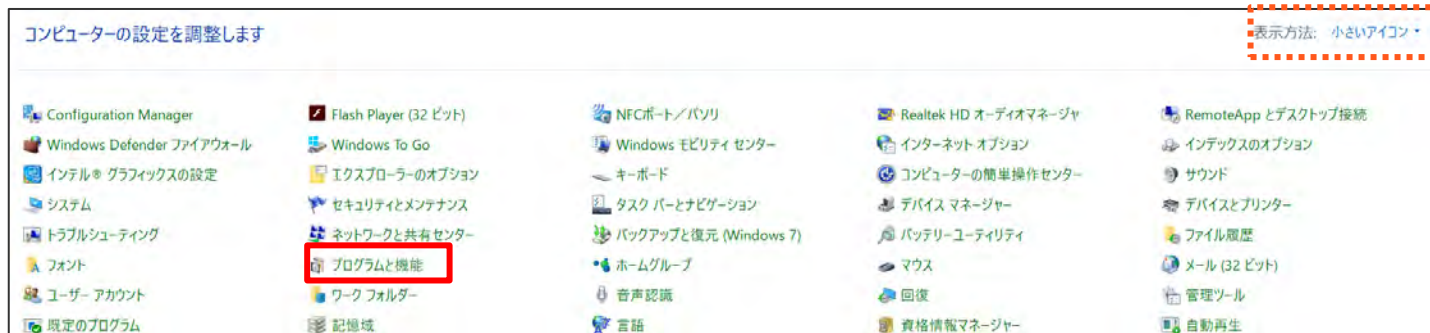 コンピューターの設定を調整します 表示方法: 小さいアイコン
Configuration Manager Flash Player (32 ビット) NFCポート／パソリ Realtek HD オーディオマネージャ RemoteApp とデスクトップ接続
Windows Defender ファイアウォール Windows To Go Windows モビリティ センター インターネット オプション インデックスのオプション
インテル® グラフィックスの設定 エクスプローラーのオプション キーボード コンピューターの簡単操作センター サウンド
システム セキュリティとメンテナンス タスク バーとナビゲーション デバイス マネージャー デバイスとプリンター
トラブルシューティング ネットワークと共有センター バックアップと復元 (Windows 7) バッテリーユーティリティ ファイル履歴
フォント プログラムと機能 ホームグループ マウス メール (32 ビット)
ユーザー アカウント ワーク フォルダー 音声認識 回復 管理ツール
既定のプログラム 記憶域 言語 資格情報マネージャー 自動再生